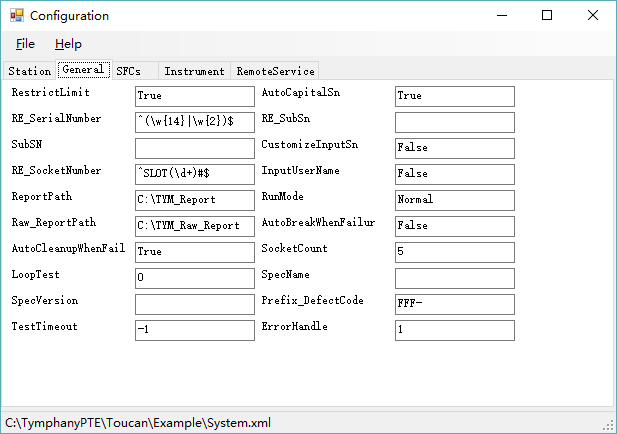 Configuration
File Help
Station General SFCs Instrument RemoteService
RestrictLimit True AutoCapitalSn True
RE_SerialNumber ^(\w{14}|\w{2})$ RE_SubSn
SubSN CustomizeInputSn False
RE_SocketNumber ^SLOT(\d+)#$ InputUserName False
ReportPath C:\TYM_Report RunMode Normal
Raw_ReportPath C:\TYM_Raw_Report AutoBreakWhenFailur False
AutoCleanupWhenFail True SocketCount 5
LoopTest 0 SpecName
SpecVersion Prefix_DefectCode FFF-
TestTimeout -1 ErrorHandle 1
C:\TymphanyPTE\Toucan\Example\System.xml